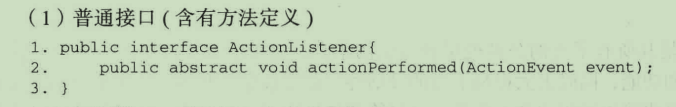 （1）普通接口 ( 含有方法定义 )
1. public interface ActionListener{
2.     public abstract void actionPerformed(ActionEvent event);
3. }